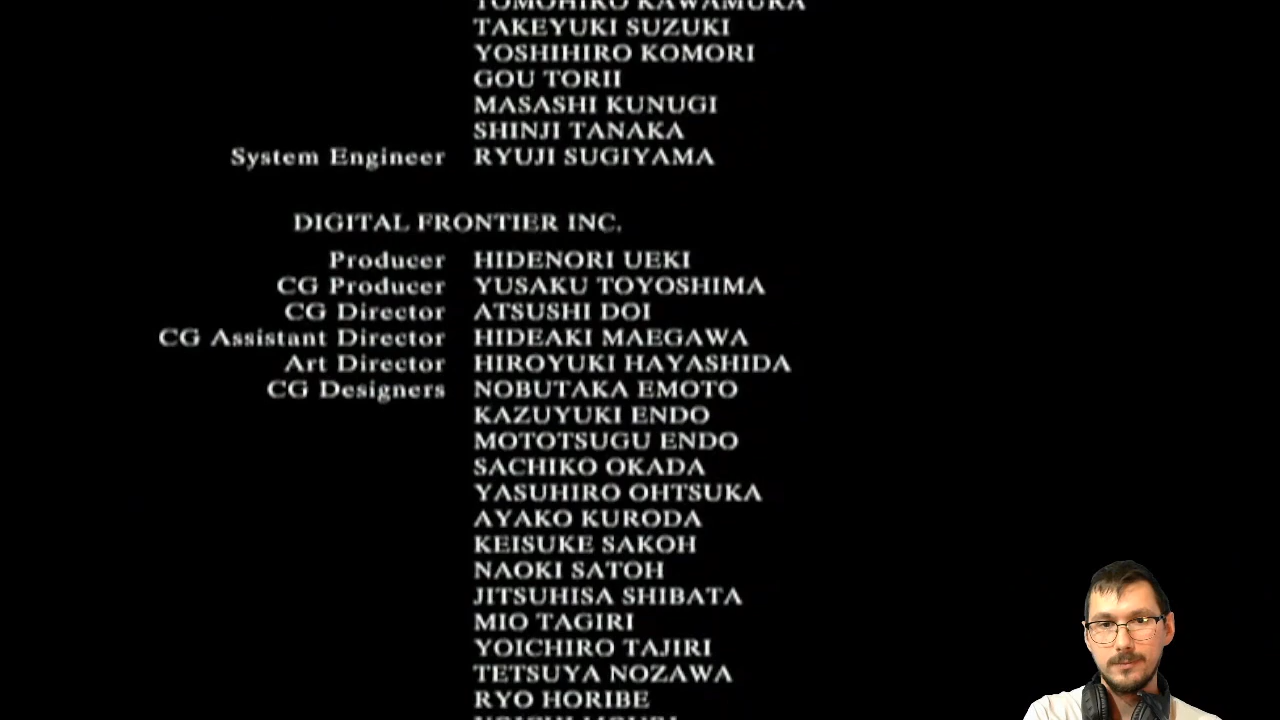 TOMOHIRO KAWAMURA
TAKEYUKI SUZUKI
YOSHIHIRO KOMORI
GOU TORII
MASASHI KUNUGI
SHINJI TANAKA
System Engineer RYUJI SUGIYAMA
DIGITAL FRONTIER INC.
Producer HIDENORI UEKI
CG Producer YUSAKU TOYOSHIMA
CG Director ATSUSHI DOI
CG Assistant Director HIDEAKI MAEGAWA
Art Director HIROYUKI HAYASHIDA
CG Designers NOBUTAKA EMOTO
KAZUYUKI ENDO
MOTOTSUGU ENDO
SACHIKO OKADA
YASUHIRO OHTSUKA
AYAKO KURODA
KEISUKE SAKOH
NAOKI SATOH
JITSUHISA SHIBATA
MIO TAGIRI
YOICHIRO TAJIRI
TETSUYA NOZAWA
RYO HORIBE